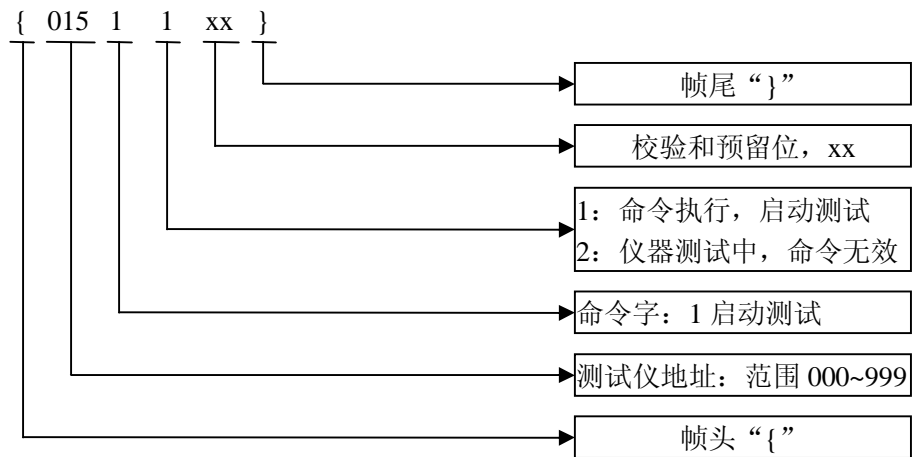 { 015 1 1 xx }
帧尾“}”
校验和预留位，xx
1：命令执行，启动测试
2：仪器测试中，命令无效
命令字：1 启动测试
测试仪地址：范围 000~999
帧头“{”